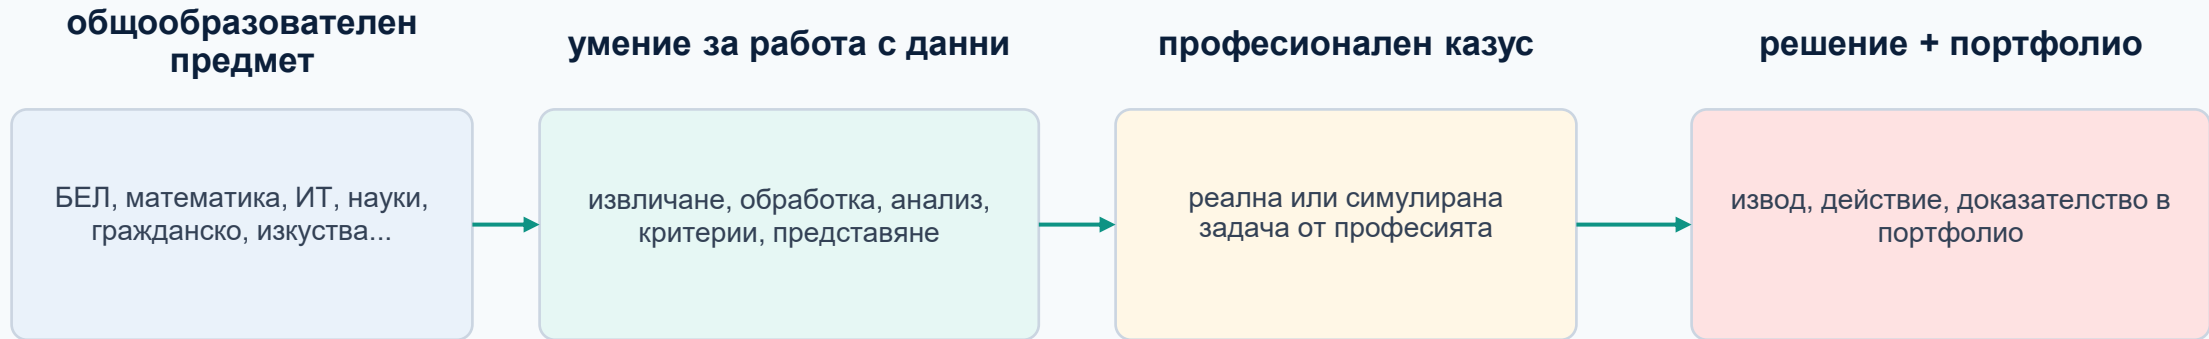 общообразователен
предмет
умение за работа с данни
професионален казус
решение + портфолио
БЕЛ, математика, ИТ, науки,
гражданско, изкуства...
извличане, обработка, анализ,
критерии, представяне
реална или симулирана
задача от професията
извод, действие, доказателство в
портфолио